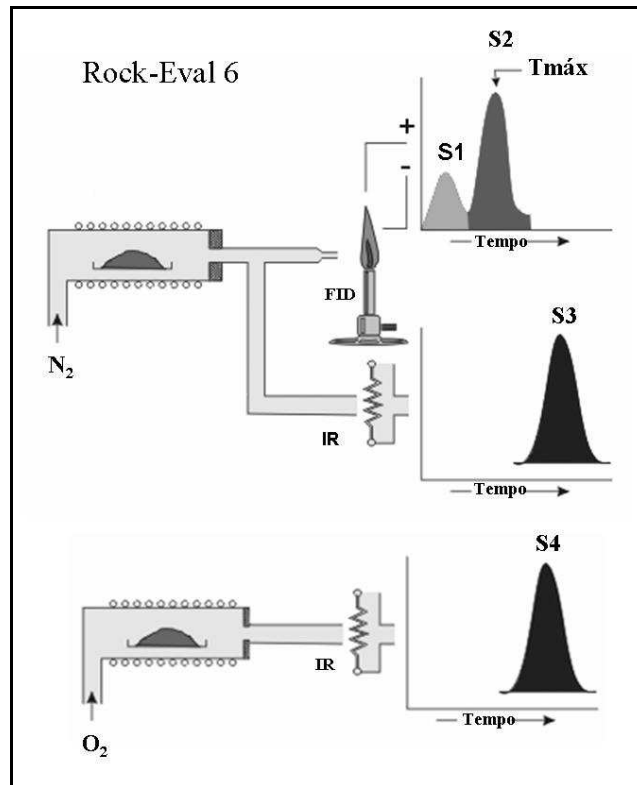 Rock-Eval 6
S2
Tmáx
S1
+
-
Tempo
FID
N₂
S3
IR
Tempo
S4
IR
Tempo
O₂